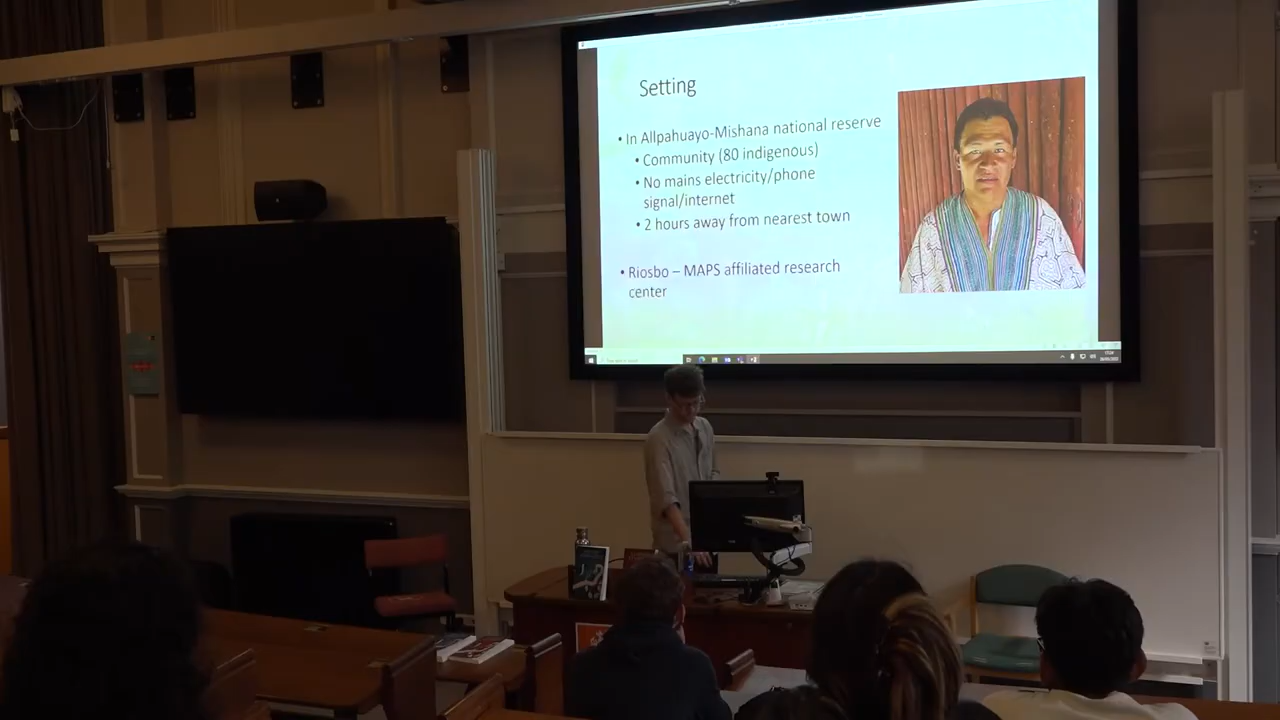 Setting
• In Allpahuayo-Mishana national reserve
• Community (80 indigenous)
• No mains electricity/phone
signal/internet
• 2 hours away from nearest town
• Riosbo – MAPS affiliated research
center